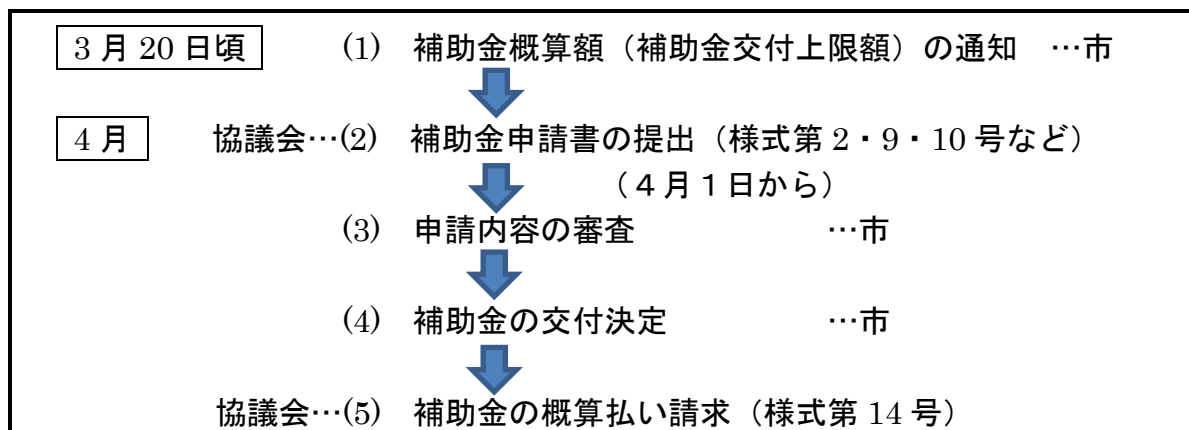 3月20日頃 (1) 補助金概算額（補助金交付上限額）の通知 …市
4月 協議会…(2) 補助金申請書の提出（様式第2・9・10号など）
（４月１日から）
(3) 申請内容の審査 …市
(4) 補助金の交付決定 …市
協議会…(5) 補助金の概算払い請求（様式第14号）